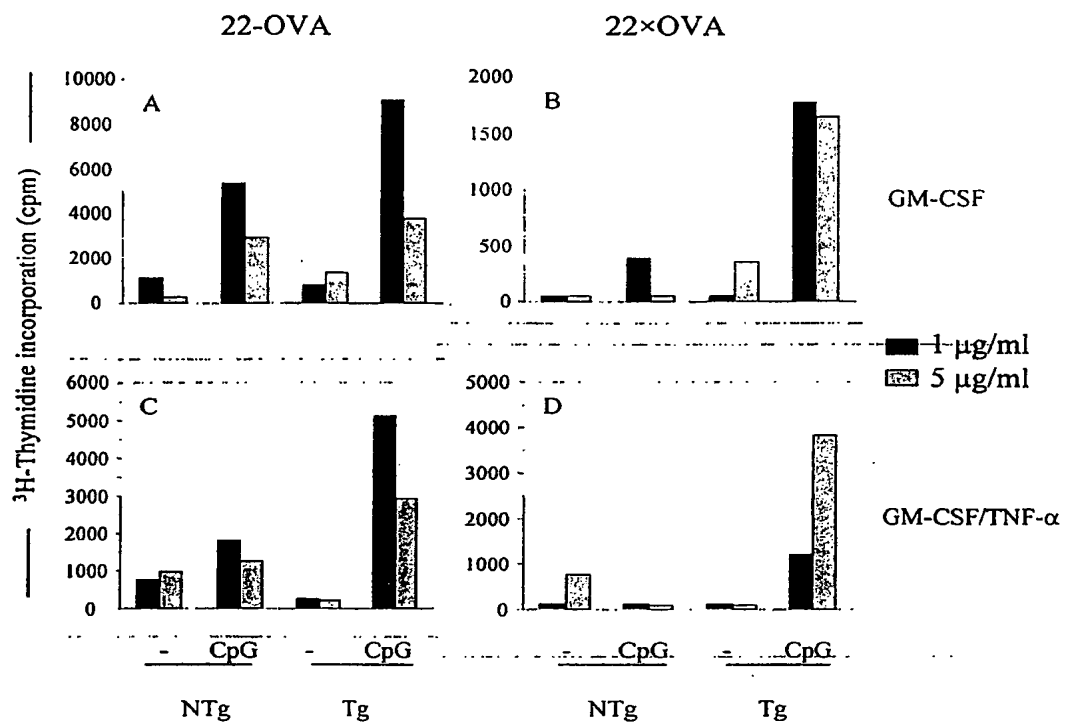 22-OVA
22×OVA
³H-Thymidine incorporation (cpm)
A
10000
8000
6000
4000
2000
0
B
2000
1500
1000
500
0
GM-CSF
1 µg/ml
5 µg/ml
C
6000
5000
4000
3000
2000
1000
0
D
5000
4000
3000
2000
1000
0
GM-CSF/TNF-α
- CpG - CpG
NTg Tg
- CpG - CpG
NTg Tg